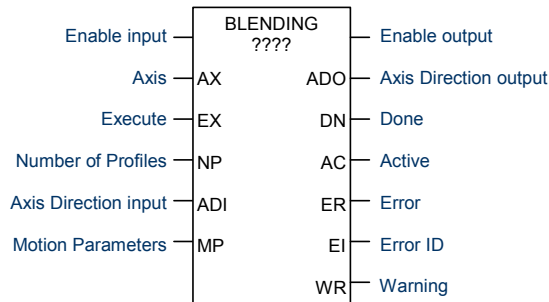 BLENDING
????
Enable input
Enable output
Axis AX ADO Axis Direction output
Execute EX DN Done
Number of Profiles NP AC Active
Axis Direction input ADI ER Error
Motion Parameters MP EI Error ID
WR Warning